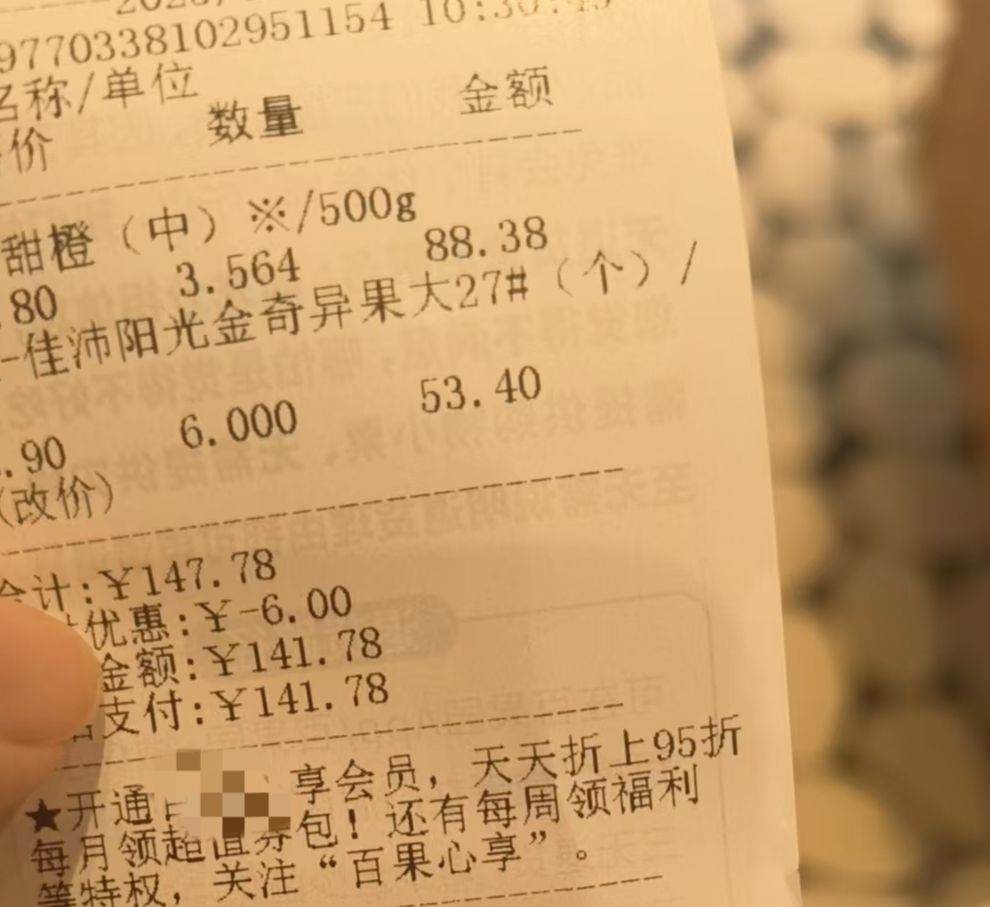 9770338102951154 10:30:49
名称/单位
价 数量 金额
甜橙（中）※/500g
.80 3.564 88.38
-佳沛阳光金奇异果大27#（个）/
.90 6.000 53.40
(改价)
合计:￥147.78
优惠:￥-6.00
金额:￥141.78
支付:￥141.78
★开通 享会员，天天折上95折
每月领超值券包！还有每周领福利
等特权，关注“百果心享”。